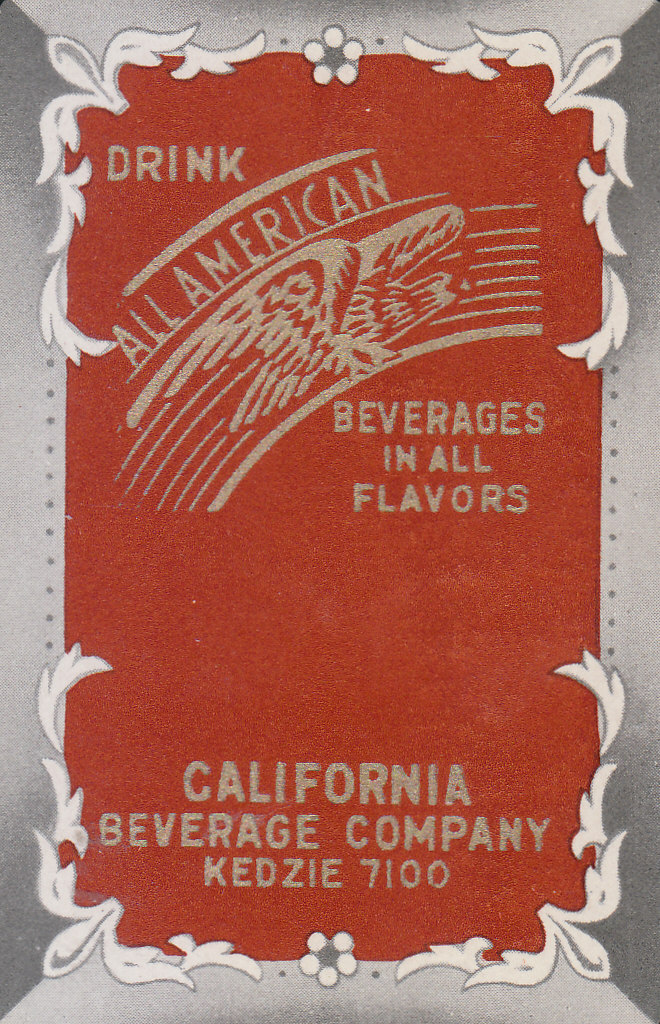 DRINK
ALL AMERICAN
BEVERAGES
IN ALL
FLAVORS
CALIFORNIA
BEVERAGE COMPANY
KEDZIE 7100